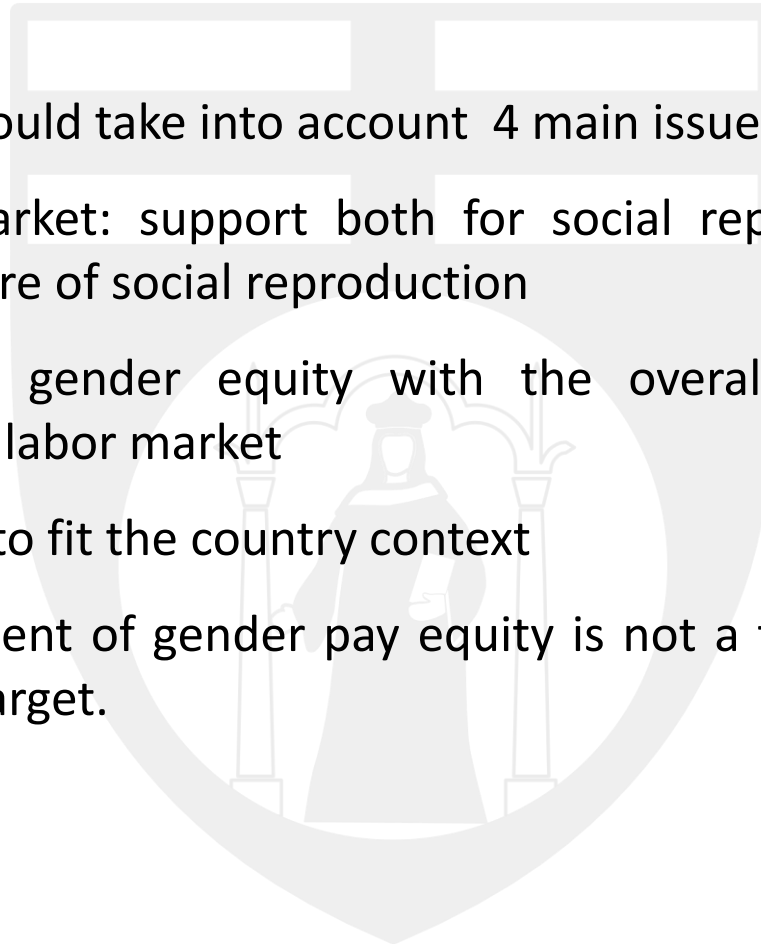 ould take into account 4 main issue
arket: support both for social rep
re of social reproduction
gender equity with the overal
labor market
to fit the country context
ent of gender pay equity is not a
arget.